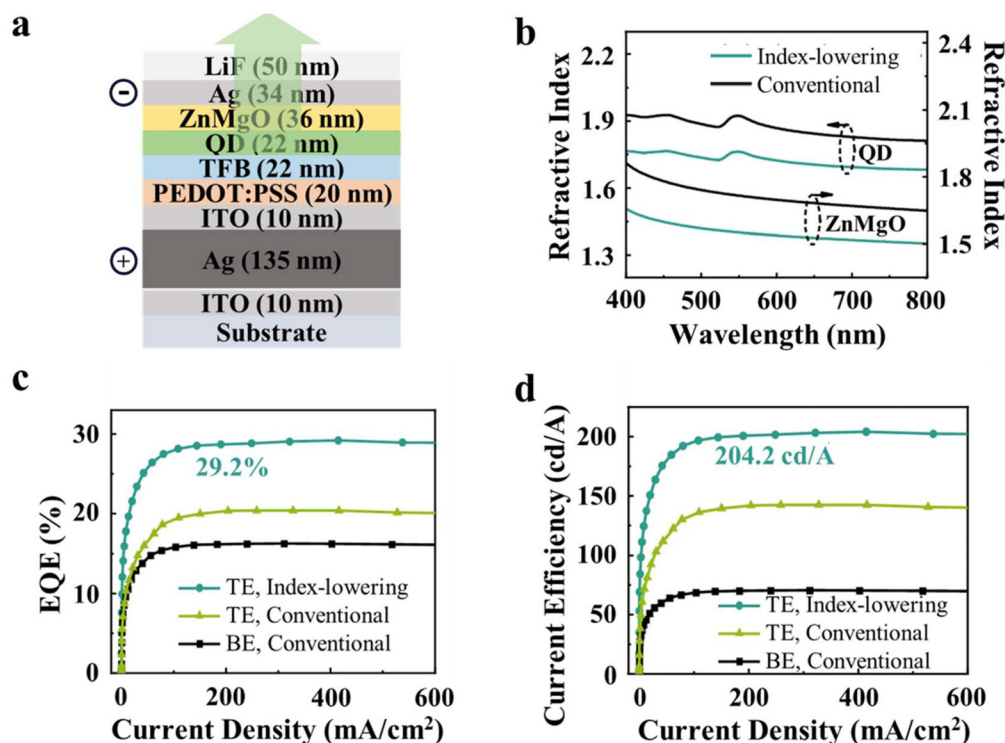 a
LiF (50 nm)
Ag (34 nm)
ZnMgO (36 nm)
QD (22 nm)
TFB (22 nm)
PEDOT:PSS (20 nm)
ITO (10 nm)
Ag (135 nm)
ITO (10 nm)
Substrate
−
+
b
Refractive Index
2.2
1.9
1.6
1.3
Index-lowering
Conventional
QD
ZnMgO
2.4
2.1
1.8
1.5
Refractive Index
400 500 600 700 800
Wavelength (nm)
c
EQE (%)
30
20
10
0
29.2%
TE, Index-lowering
TE, Conventional
BE, Conventional
0 200 400 600
Current Density (mA/cm²)
d
Current Efficiency (cd/A)
200
150
100
50
0
204.2 cd/A
TE, Index-lowering
TE, Conventional
BE, Conventional
0 200 400 600
Current Density (mA/cm²)